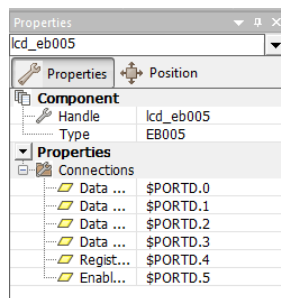 Properties
lcd_eb005
Properties Position
Component
Handle lcd_eb005
Type EB005
Properties
Connections
Data ... $PORTD.0
Data ... $PORTD.1
Data ... $PORTD.2
Data ... $PORTD.3
Regist... $PORTD.4
Enabl... $PORTD.5